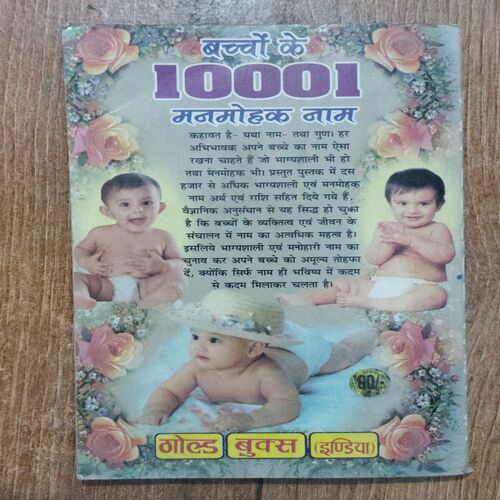 बच्चों के
10001
मनमोहक नाम
कहावत है- यथा नाम- तथा गुण। हर
अभिभावक अपने बच्चे का नाम ऐसा
रखना चाहते हैं जो भाग्यशाली भी हो
तथा मनमोहक भी। प्रस्तुत पुस्तक में दस
हजार से अधिक भाग्यशाली एवं मनमोहक
नाम अर्थ एवं राशि सहित दिये गये हैं,
वैज्ञानिक अनुसंधान से यह सिद्ध हो चुका
है कि बच्चों के व्यक्तित्व एवं जीवन के
संचालन में नाम का अत्यधिक महत्व है।
इसलिये भाग्यशाली एवं मनोहारी नाम का
चुनाव कर अपने बच्चे को अमूल्य तोहफा
दें, क्योंकि सिर्फ नाम ही भविष्य में कदम
से कदम मिलाकर चलता है।
60/-
गोल्ड बुक्स (इण्डिया)